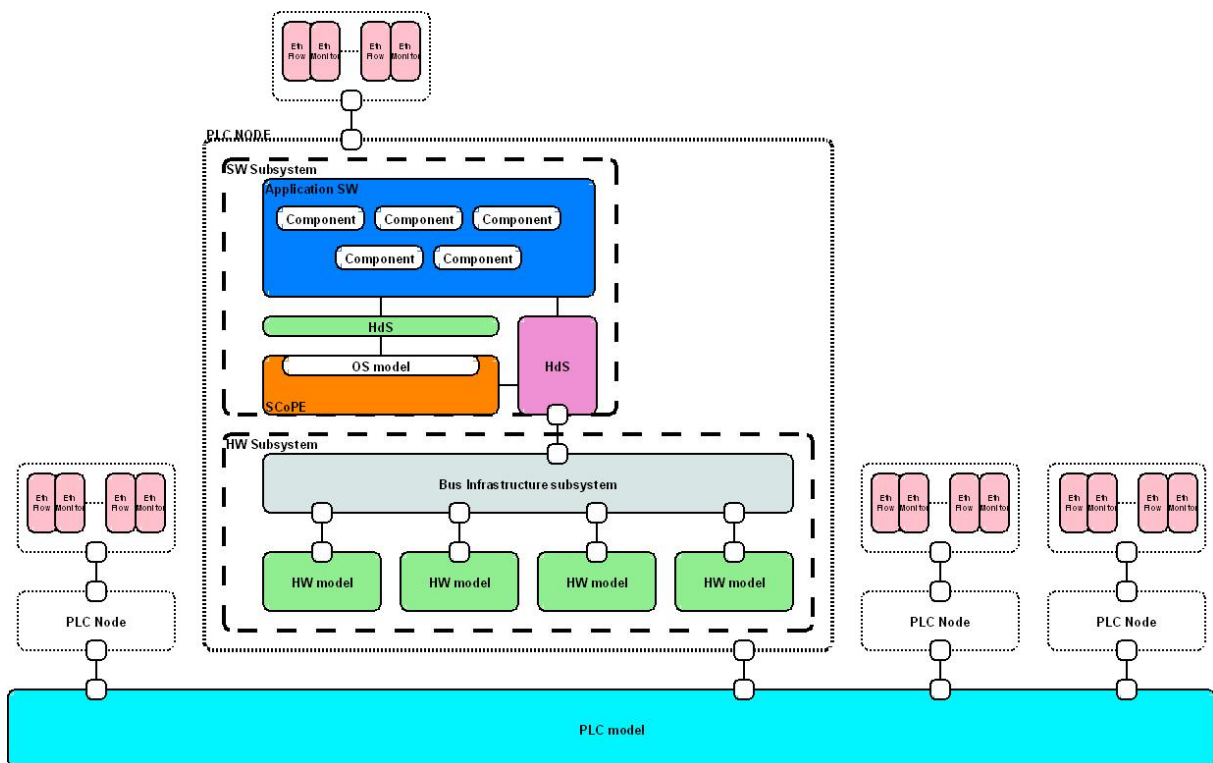 Eth
Flow
Eth
Monitor
Eth
Flow
Eth
Monitor
PLC NODE
SW Subsystem
Application SW
Component
Component
Component
Component
Component
HdS
HdS
OS model
SCoPE
HW Subsystem
Bus Infrastructure subsystem
HW model
HW model
HW model
HW model
Eth
Flow
Eth
Monitor
Eth
Flow
Eth
Monitor
PLC Node
Eth
Flow
Eth
Monitor
Eth
Flow
Eth
Monitor
PLC Node
Eth
Flow
Eth
Monitor
Eth
Flow
Eth
Monitor
PLC Node
PLC model